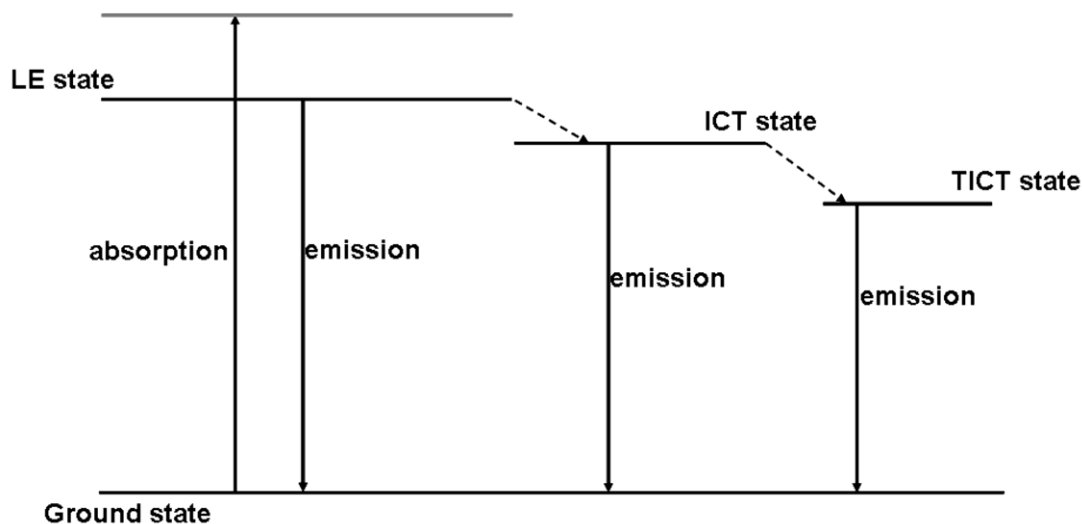 LE state
ICT state
TICT state
absorption
emission
emission
emission
Ground state